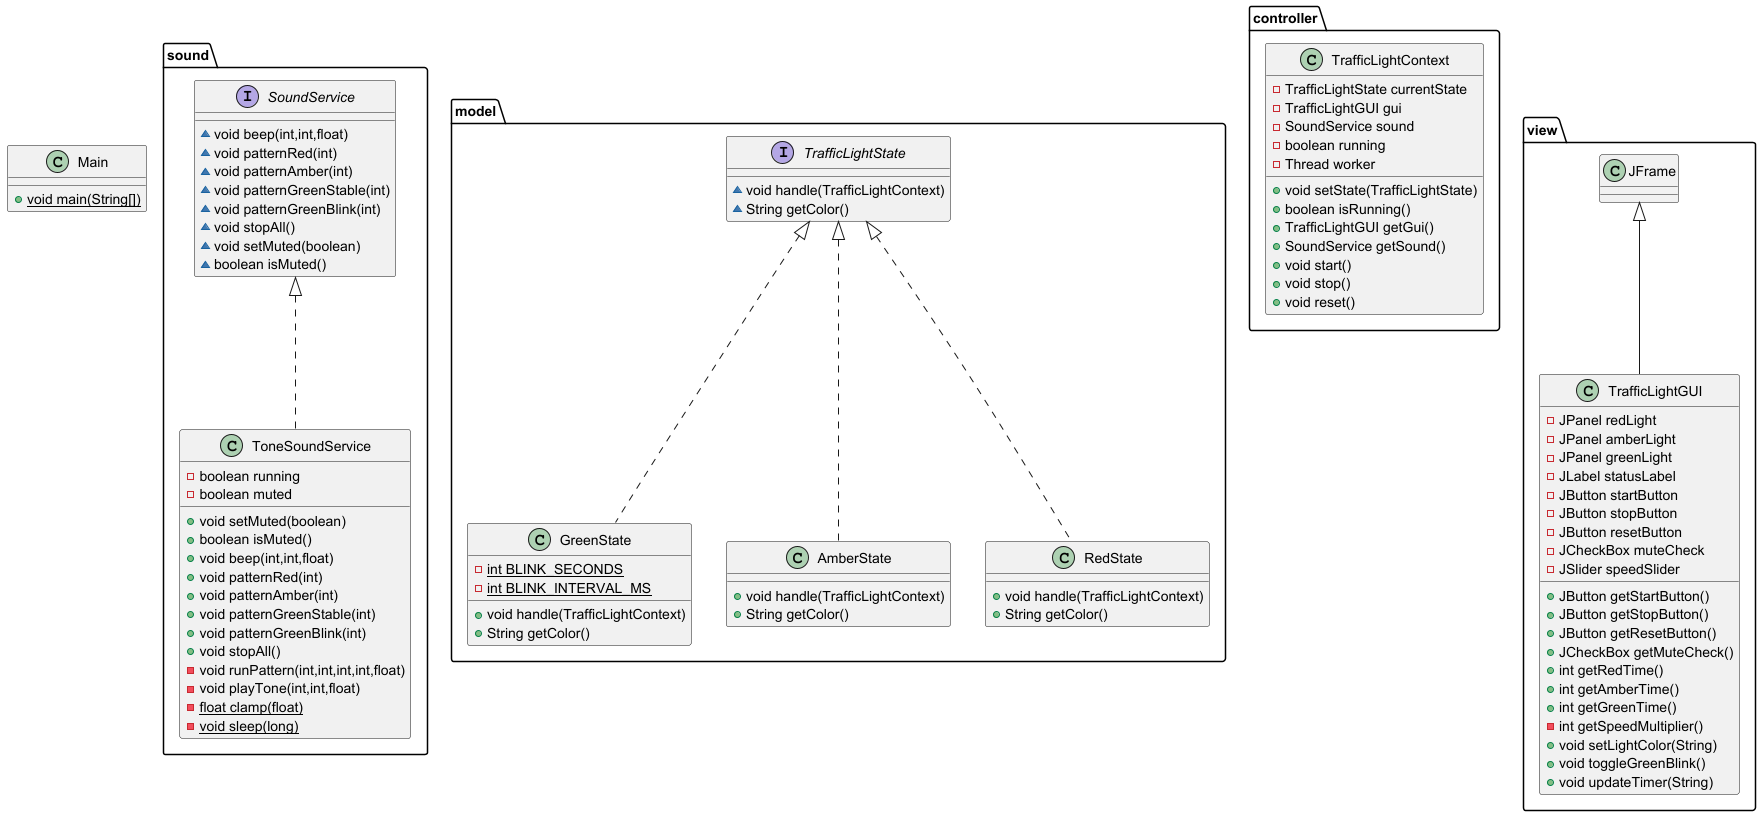 C Main
void main(String[])
sound
I SoundService
void beep(int,int,float)
void patternRed(int)
void patternAmber(int)
void patternGreenStable(int)
void patternGreenBlink(int)
void stopAll()
void setMuted(boolean)
boolean isMuted()
C ToneSoundService
boolean running
boolean muted
void setMuted(boolean)
boolean isMuted()
void beep(int,int,float)
void patternRed(int)
void patternAmber(int)
void patternGreenStable(int)
void patternGreenBlink(int)
void stopAll()
void runPattern(int,int,int,int,float)
void playTone(int,int,float)
float clamp(float)
void sleep(long)
model
I TrafficLightState
void handle(TrafficLightContext)
String getColor()
C GreenState
int BLINK_SECONDS
int BLINK_INTERVAL_MS
void handle(TrafficLightContext)
String getColor()
C AmberState
void handle(TrafficLightContext)
String getColor()
C RedState
void handle(TrafficLightContext)
String getColor()
controller
C TrafficLightContext
TrafficLightState currentState
TrafficLightGUI gui
SoundService sound
boolean running
Thread worker
void setState(TrafficLightState)
boolean isRunning()
TrafficLightGUI getGui()
SoundService getSound()
void start()
void stop()
void reset()
view
C JFrame
C TrafficLightGUI
JPanel redLight
JPanel amberLight
JPanel greenLight
JLabel statusLabel
JButton startButton
JButton stopButton
JButton resetButton
JCheckBox muteCheck
JSlider speedSlider
JButton getStartButton()
JButton getStopButton()
JButton getResetButton()
JCheckBox getMuteCheck()
int getRedTime()
int getAmberTime()
int getGreenTime()
int getSpeedMultiplier()
void setLightColor(String)
void toggleGreenBlink()
void updateTimer(String)